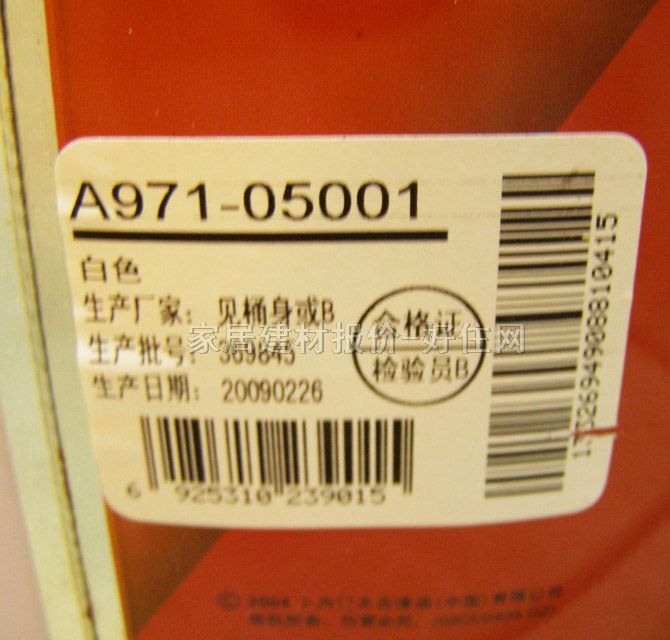 A971-05001
白色
生产厂家: 见桶身或B
生产批号: 369845
生产日期: 20090226
合格证
检验员B
家居建材报价-好住网
6 925310 239015